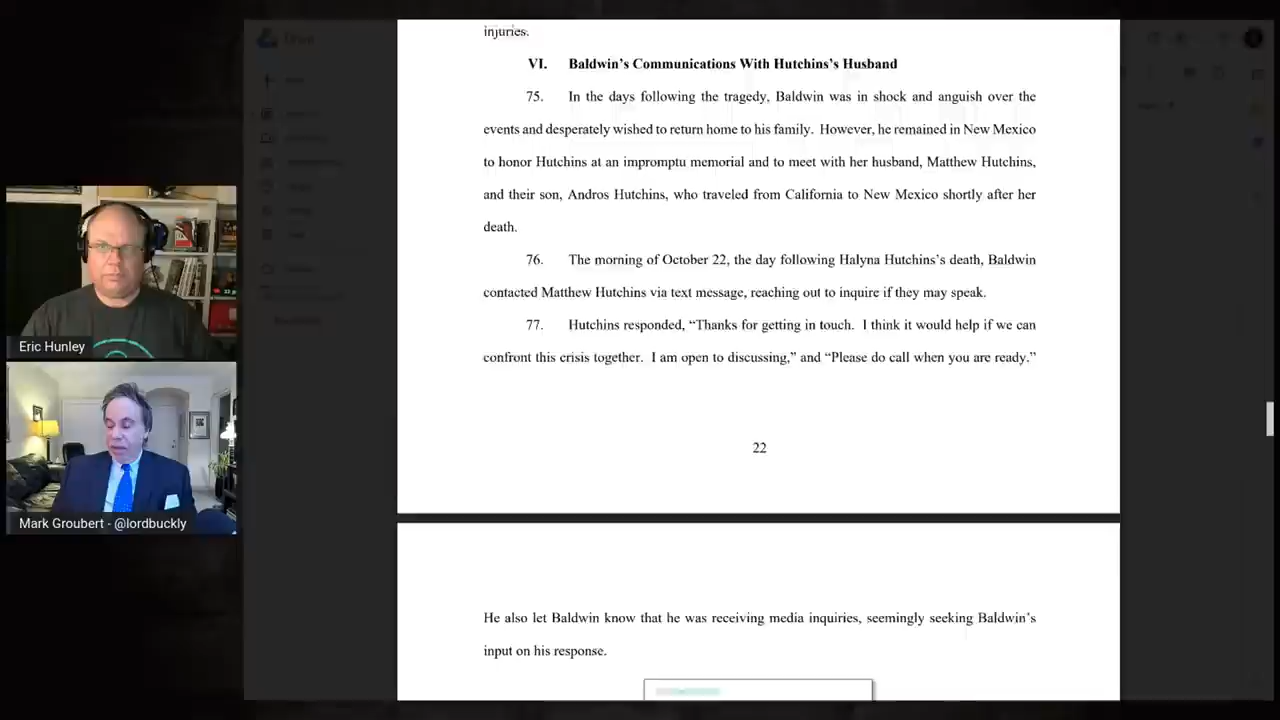 injuries.
VI. Baldwin’s Communications With Hutchins’s Husband
75. In the days following the tragedy, Baldwin was in shock and anguish over the
events and desperately wished to return home to his family. However, he remained in New Mexico
to honor Hutchins at an impromptu memorial and to meet with her husband, Matthew Hutchins,
and their son, Andros Hutchins, who traveled from California to New Mexico shortly after her
death.
76. The morning of October 22, the day following Halyna Hutchins’s death, Baldwin
contacted Matthew Hutchins via text message, reaching out to inquire if they may speak.
77. Hutchins responded, “Thanks for getting in touch. I think it would help if we can
confront this crisis together. I am open to discussing,” and “Please do call when you are ready.”
22
He also let Baldwin know that he was receiving media inquiries, seemingly seeking Baldwin’s
input on his response.
Eric Hunley
Mark Groubert - @lordbuckly